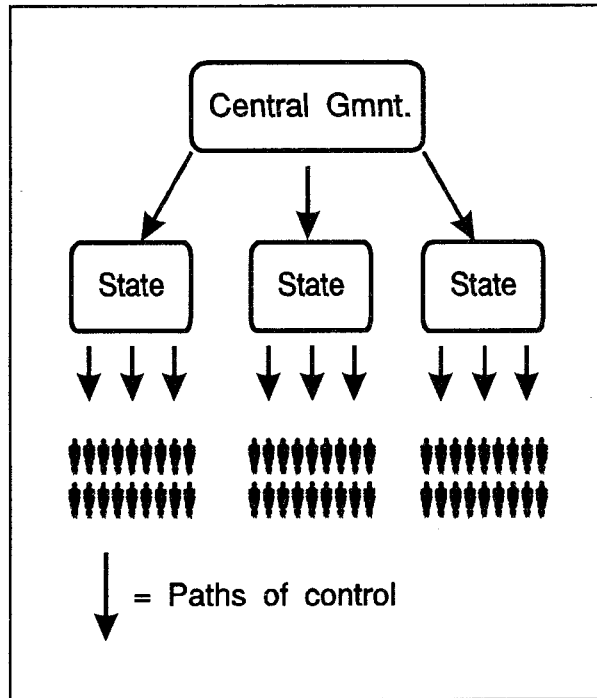 Central Gmnt.
State State State
= Paths of control